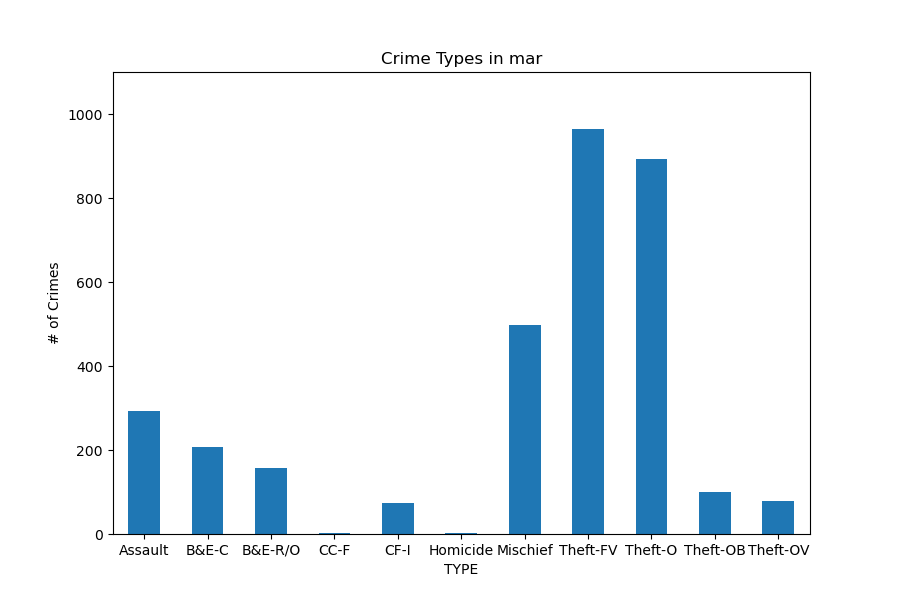 Crime Types in mar
1000
800
600
400
200
0
# of Crimes
Assault B&E-C B&E-R/O CC-F CF-I Homicide Mischief Theft-FV Theft-O Theft-OB Theft-OV
TYPE